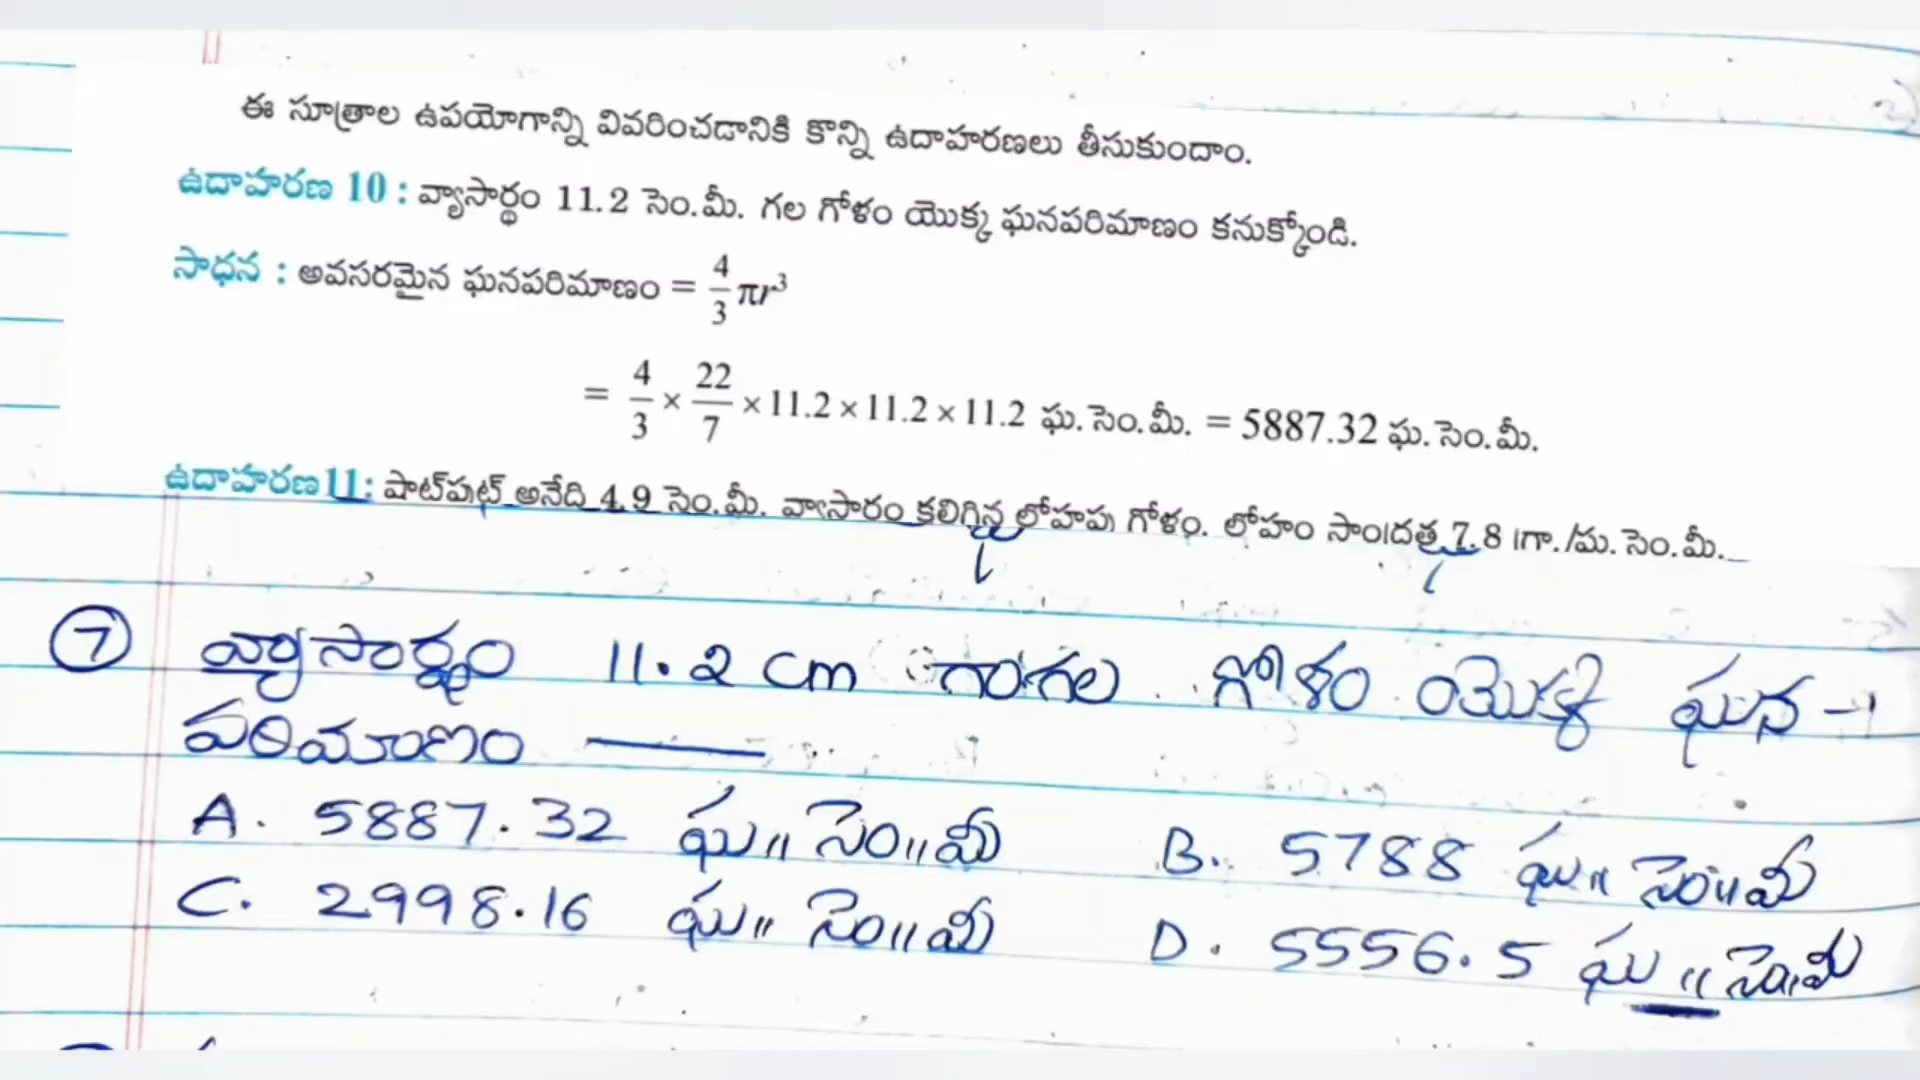 ఈ సూత్రాల ఉపయోగాన్ని వివరించడానికి కొన్ని ఉదాహరణలు తీసుకుందాం.
ఉదాహరణ 10 : వ్యాసార్థం 11.2 సెం.మీ. గల గోళం యొక్క ఘనపరిమాణం కనుక్కోండి.
సాధన : అవసరమైన ఘనపరిమాణం = 4/3 πr³
= 4/3 × 22/7 × 11.2 × 11.2 × 11.2 ఘ.సెం.మీ. = 5887.32 ఘ.సెం.మీ.
ఉదాహరణ 11: షాట్‌పుట్ అనేది 4.9 సెం.మీ. వ్యాసార్థం కలిగిన లోహపు గోళం. లోహం సాంద్రత 7.8 గ్రా./ఘ.సెం.మీ.
7 వ్యాసార్థం 11.2 cm గాగల గోళం యొక్క ఘన-
పరిమాణం ———
A. 5887.32 ఘ॥ సెం॥మీ B. 5788 ఘ॥ సెం॥మీ
C. 2998.16 ఘ॥ సెం॥మీ D. 5556.5 ఘ॥ సెం॥మీ